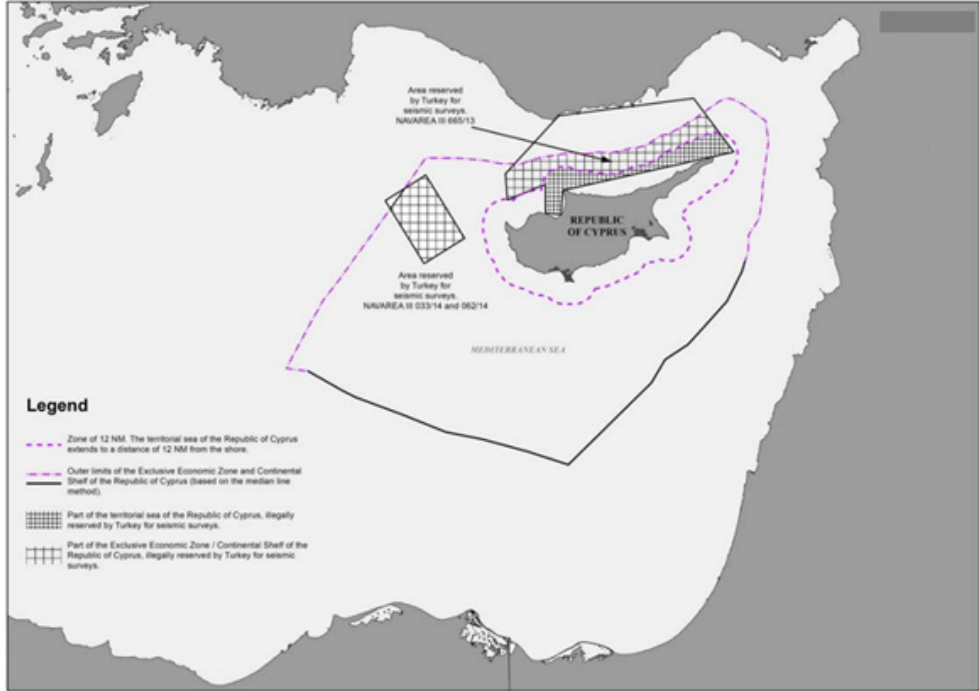 Area reserved
by Turkey for
seismic surveys.
NAVAREA III 665/13
REPUBLIC
OF CYPRUS
Area reserved
by Turkey for
seismic surveys.
NAVAREA III 033/14 and 062/14
MEDITERRANEAN SEA
Legend
Zone of 12 NM. The territorial sea of the Republic of Cyprus
extends to a distance of 12 NM from the shore.
Outer limits of the Exclusive Economic Zone and Continental
Shelf of the Republic of Cyprus (based on the median line
method).
Part of the territorial sea of the Republic of Cyprus, illegally
reserved by Turkey for seismic surveys.
Part of the Exclusive Economic Zone / Continental Shelf of the
Republic of Cyprus, illegally reserved by Turkey for seismic
surveys.